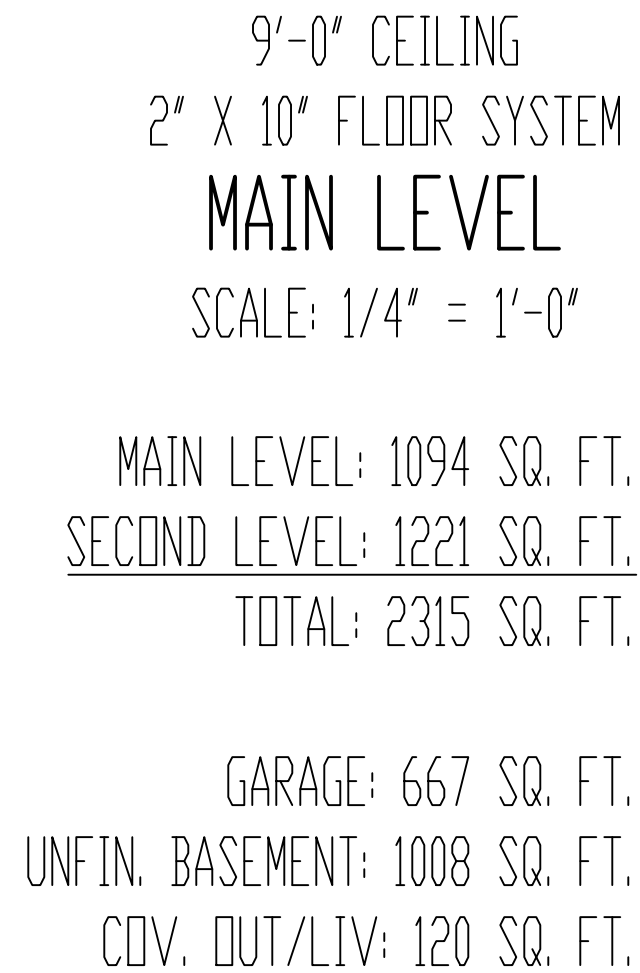 9'-0" CEILING
2" X 10" FLOOR SYSTEM
MAIN LEVEL
SCALE: 1/4" = 1'-0"
MAIN LEVEL: 1094 SQ. FT.
SECOND LEVEL: 1221 SQ. FT.
TOTAL: 2315 SQ. FT.
GARAGE: 667 SQ. FT.
UNFIN. BASEMENT: 1008 SQ. FT.
COV. OUT/LIV: 120 SQ. FT.